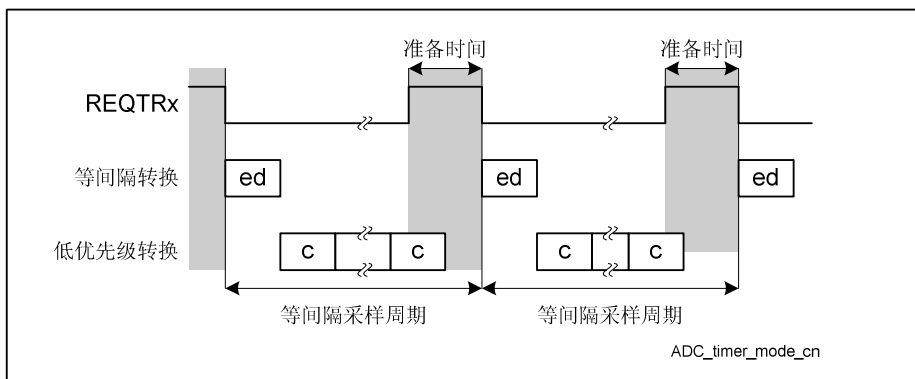 准备时间 准备时间
REQTRx
等间隔转换 ed ed ed
低优先级转换 c c c c
等间隔采样周期 等间隔采样周期
ADC_timer_mode_cn